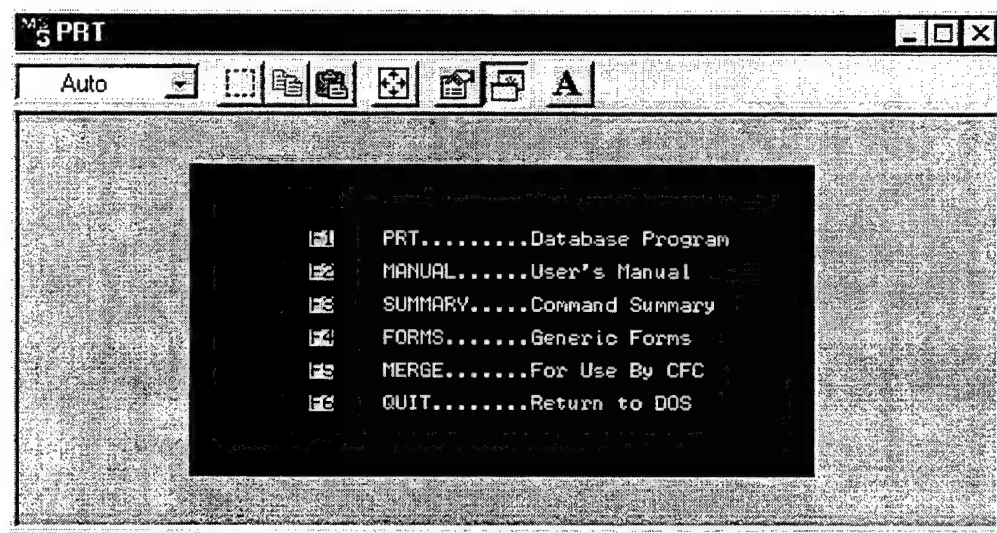 MS PRT
Auto
A
F1 PRT.........Database Program
F2 MANUAL......User's Manual
F3 SUMMARY.....Command Summary
F4 FORMS.......Generic Forms
F5 MERGE.......For Use By CFC
F6 QUIT........Return to DOS